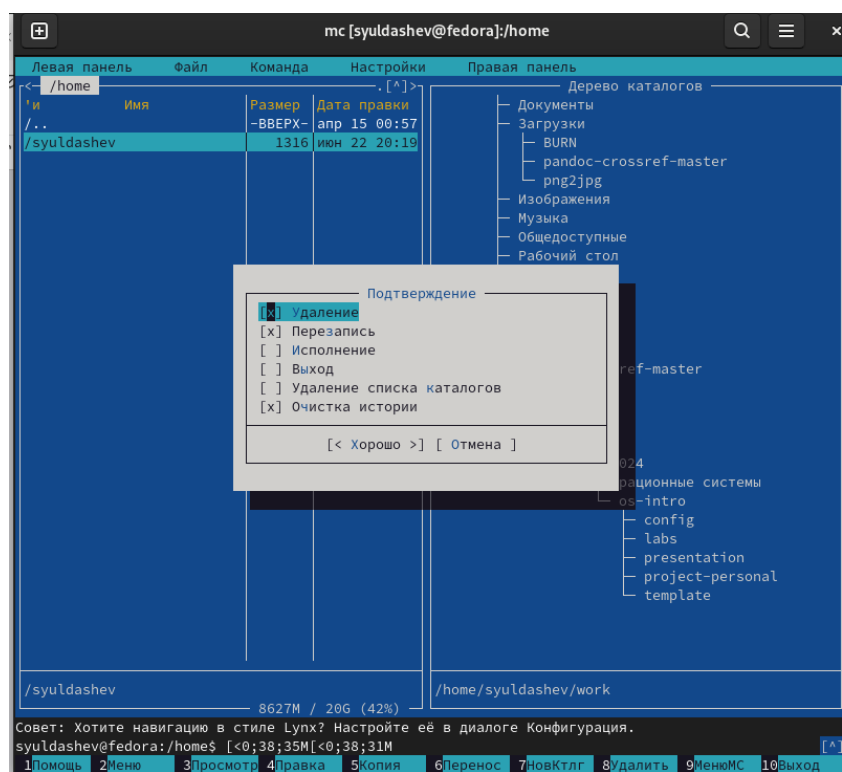 mc [syuldashev@fedora]:/home
Левая панель Файл Команда Настройки Правая панель
<─ /home .[^]>
Дерево каталогов
'и Имя Размер Дата правки
/.. -ВВЕРХ- апр 15 00:57
/syuldashev 1316 июн 22 20:19
Документы
Загрузки
BURN
pandoc-crossref-master
png2jpg
Изображения
Музыка
Общедоступные
Рабочий стол
Подтверждение
[x] Удаление
[x] Перезапись
[ ] Исполнение
[ ] Выход
[ ] Удаление списка каталогов
[x] Очистка истории
[< Хорошо >] [ Отмена ]
ref-master
024
рационные системы
os-intro
config
labs
presentation
project-personal
template
/syuldashev
/home/syuldashev/work
8627M / 20G (42%)
Совет: Хотите навигацию в стиле Lynx? Настройте её в диалоге Конфигурация.
syuldashev@fedora:/home$ [<0;38;35M[<0;38;31M
[^]
1Помощь 2Меню 3Просмотр 4Правка 5Копия 6Перенос 7НовКтлг 8Удалить 9МенюMC 10Выход